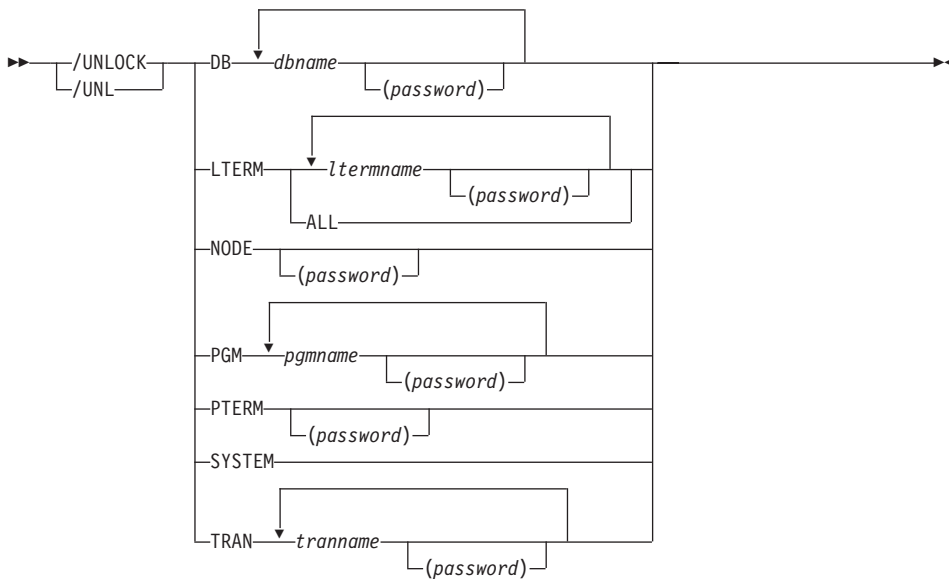 /UNLOCK DB dbname
/UNL (password)
LTERM ltermname
(password)
ALL
NODE
(password)
PGM pgmname
(password)
PTERM
(password)
SYSTEM
TRAN tranname
(password)